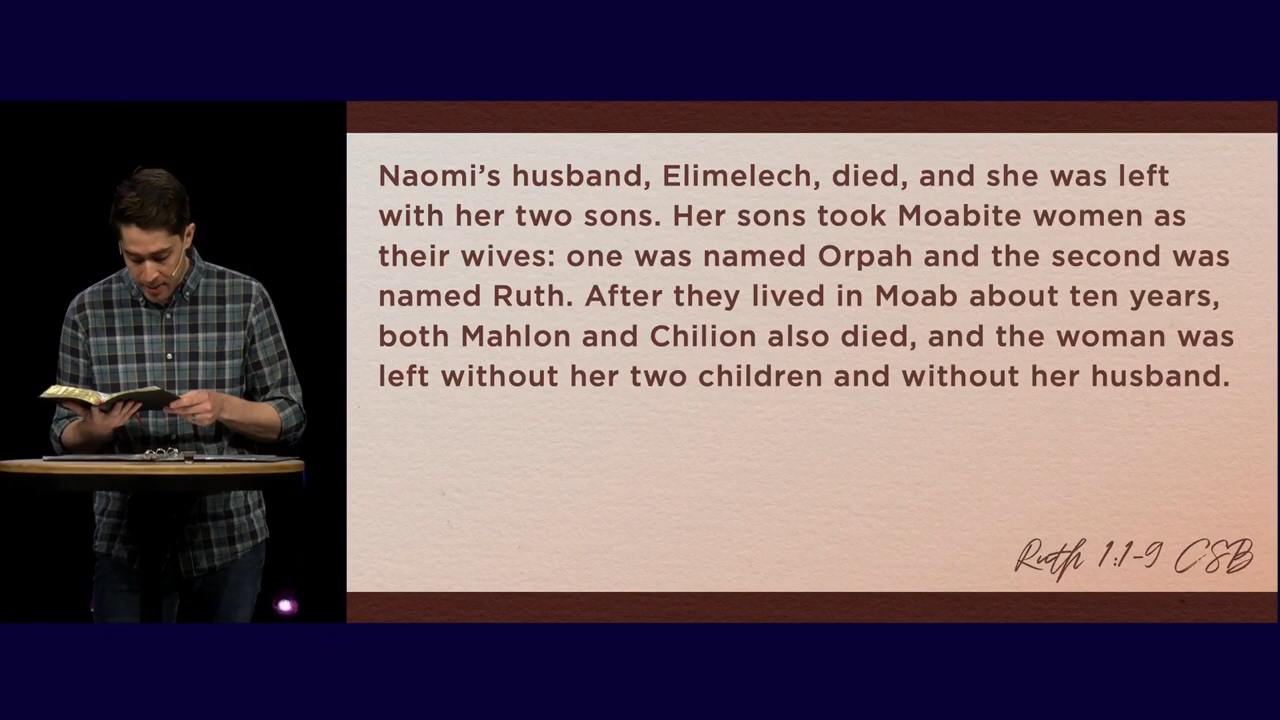 Naomi’s husband, Elimelech, died, and she was left
with her two sons. Her sons took Moabite women as
their wives: one was named Orpah and the second was
named Ruth. After they lived in Moab about ten years,
both Mahlon and Chilion also died, and the woman was
left without her two children and without her husband.
Ruth 1:1-9 CSB